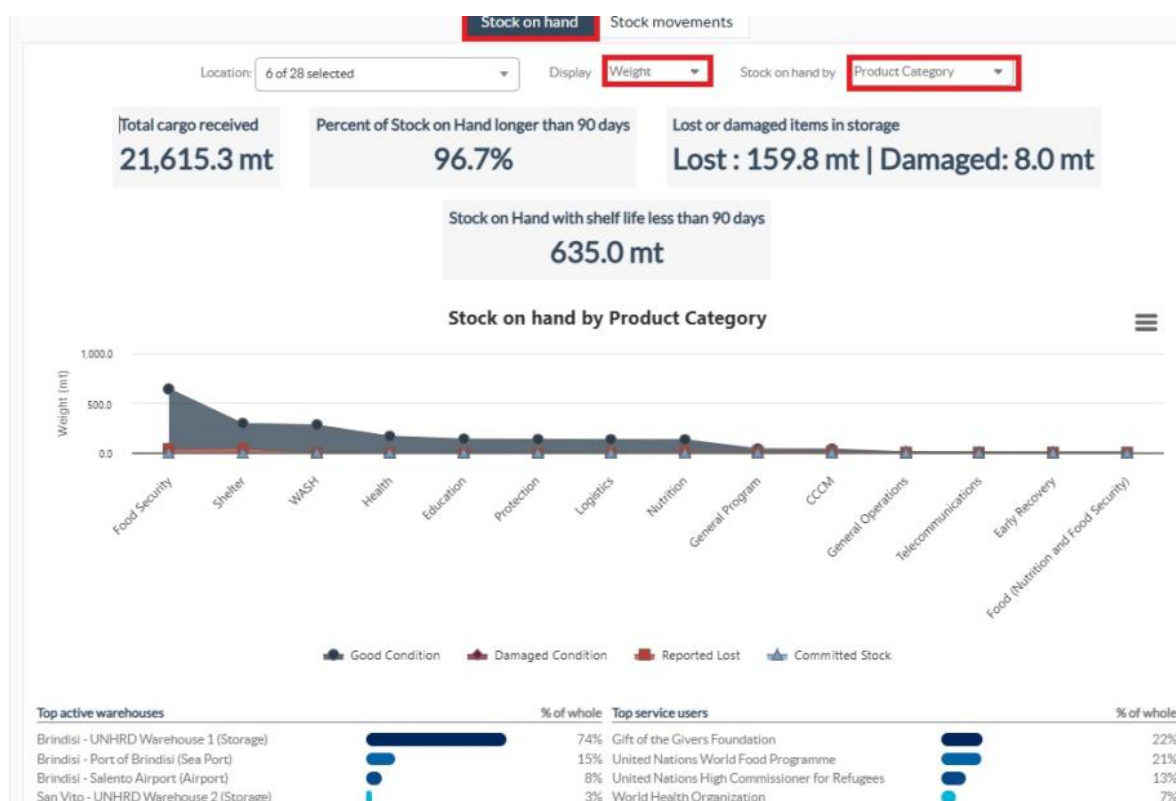 Stock on hand Stock movements
Location: 6 of 28 selected Display Weight Stock on hand by Product Category
Total cargo received
21,615.3 mt
Percent of Stock on Hand longer than 90 days
96.7%
Lost or damaged items in storage
Lost : 159.8 mt | Damaged: 8.0 mt
Stock on Hand with shelf life less than 90 days
635.0 mt
Stock on hand by Product Category
Weight (mt)
1,000.0
500.0
0.0
Food Security
Shelter
WASH
Health
Education
Protection
Logistics
Nutrition
General Program
CCCM
General Operations
Telecommunications
Early Recovery
Food (Nutrition and Food Security)
Good Condition Damaged Condition Reported Lost Committed Stock
Top active warehouses % of whole
Brindisi - UNHRD Warehouse 1 (Storage) 74%
Brindisi - Port of Brindisi (Sea Port) 15%
Brindisi - Salento Airport (Airport) 8%
San Vito - UNHRD Warehouse 2 (Storage) 3%
Top service users % of whole
Gift of the Givers Foundation 22%
United Nations World Food Programme 21%
United Nations High Commissioner for Refugees 13%
World Health Organization 7%